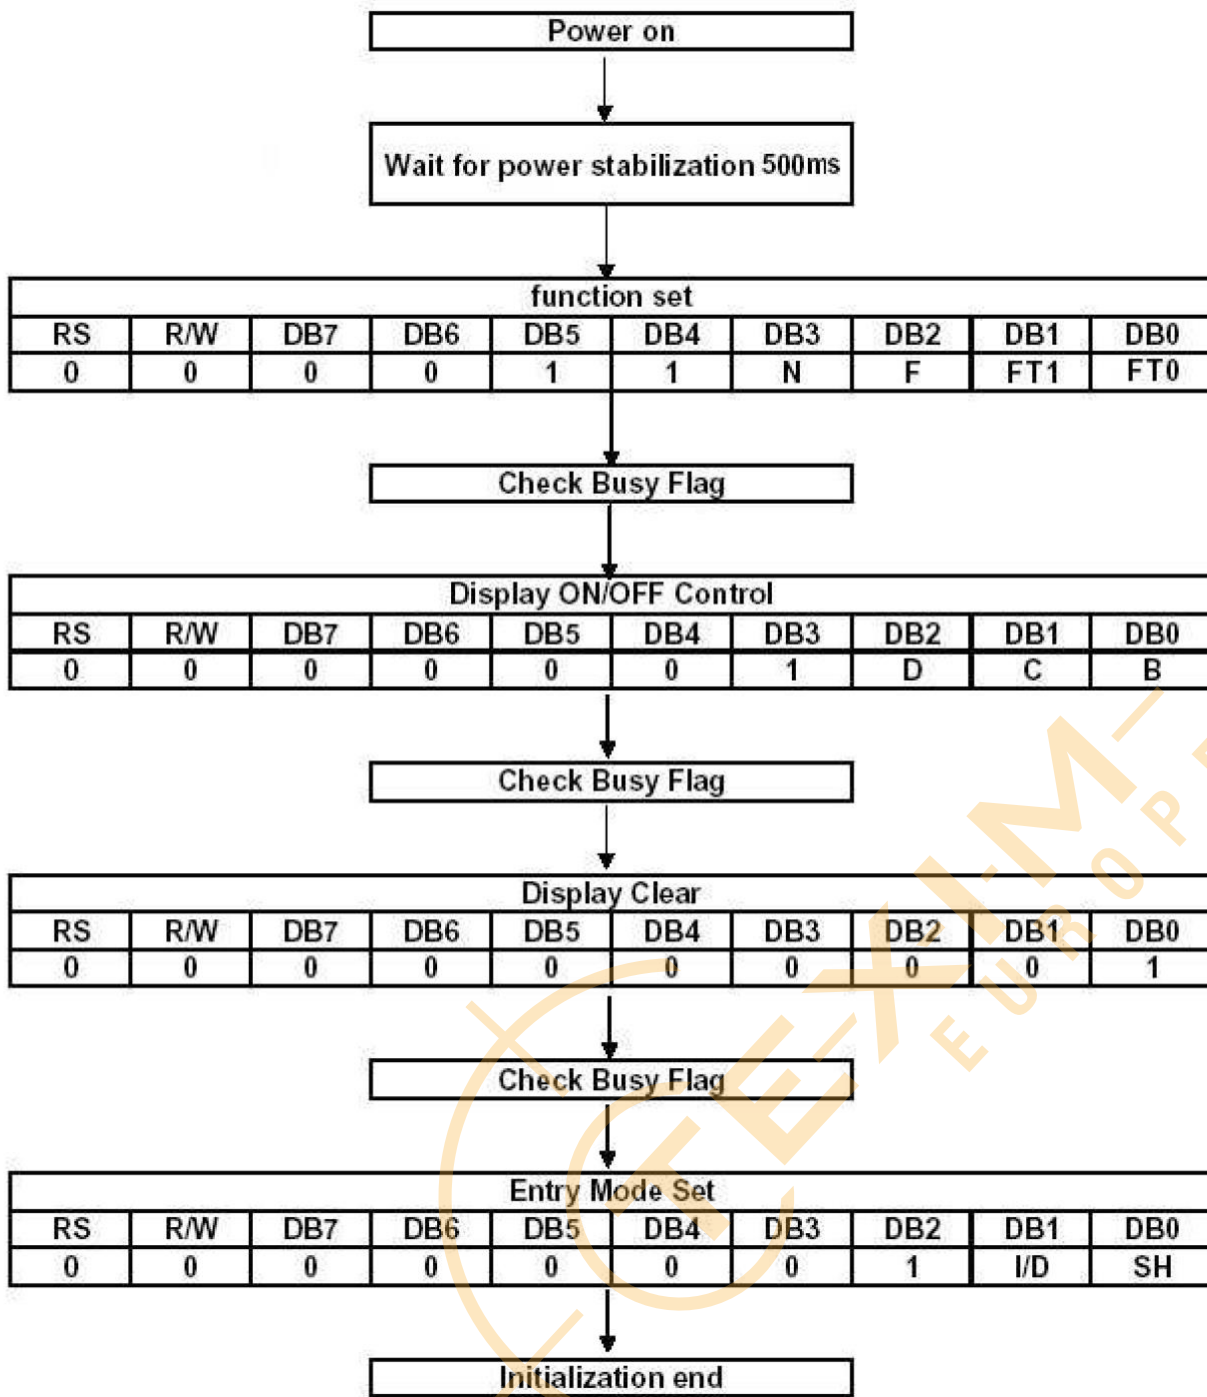 Power on
Wait for power stabilization 500ms
function set
RS R/W DB7 DB6 DB5 DB4 DB3 DB2 DB1 DB0
0 0 0 0 1 1 N F FT1 FT0
Check Busy Flag
Display ON/OFF Control
RS R/W DB7 DB6 DB5 DB4 DB3 DB2 DB1 DB0
0 0 0 0 0 0 1 D C B
Check Busy Flag
Display Clear
RS R/W DB7 DB6 DB5 DB4 DB3 DB2 DB1 DB0
0 0 0 0 0 0 0 0 0 1
Check Busy Flag
Entry Mode Set
RS R/W DB7 DB6 DB5 DB4 DB3 DB2 DB1 DB0
0 0 0 0 0 0 0 1 I/D SH
Initialization end
TEXIM
EUROP